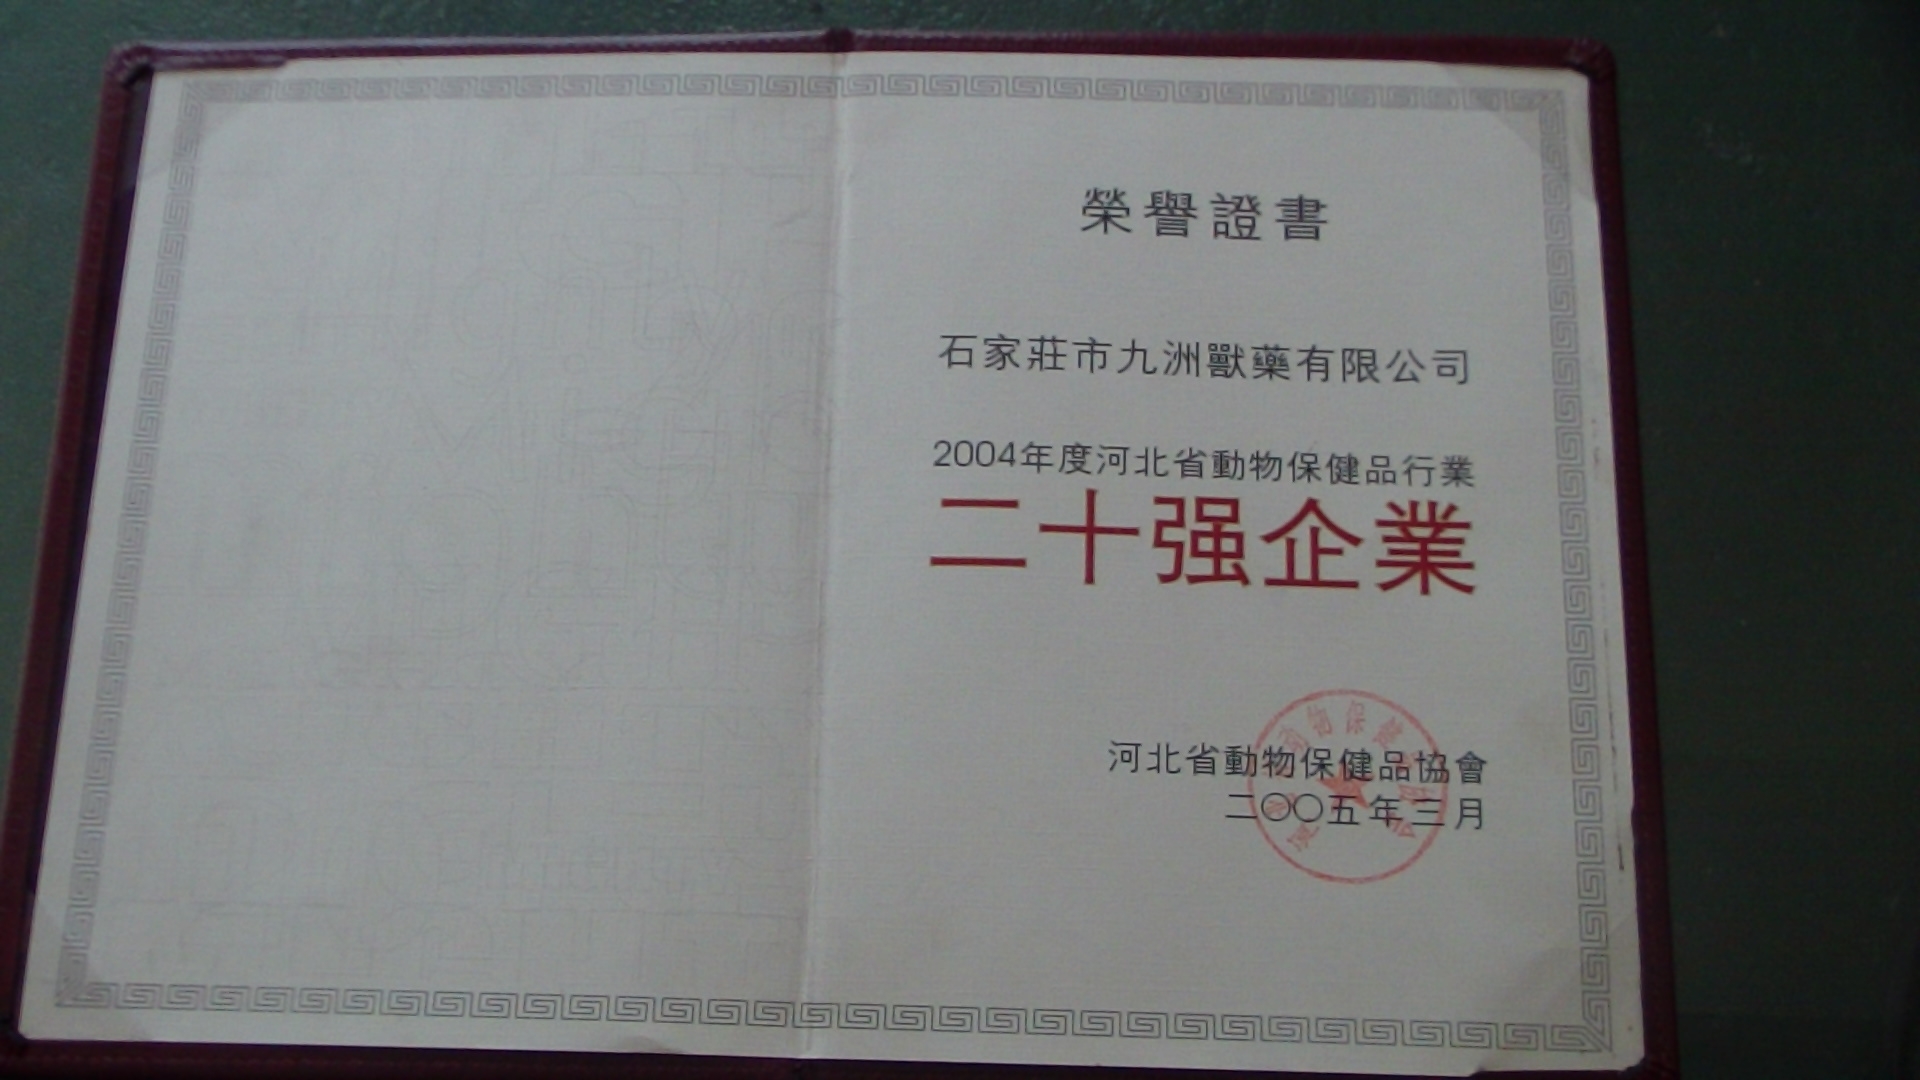 榮譽證書
石家莊市九洲獸藥有限公司
2004年度河北省動物保健品行業
二十强企業
河北省動物保健品協會
二〇〇五年三月